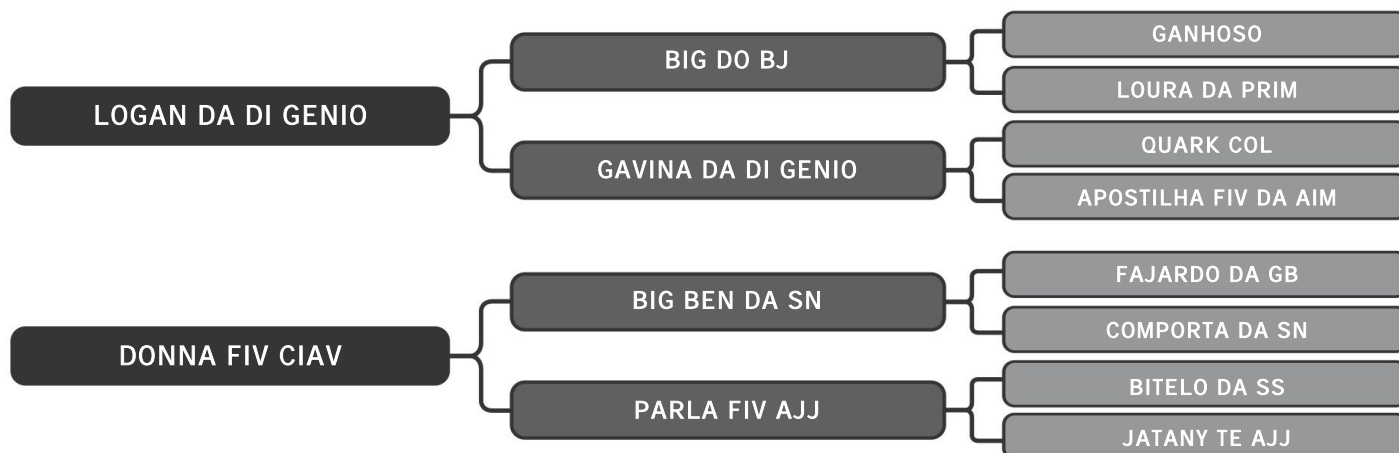 LOGAN DA DI GENIO
BIG DO BJ
GANHOSO
LOURA DA PRIM
GAVINA DA DI GENIO
QUARK COL
APOSTILHA FIV DA AIM
DONNA FIV CIAV
BIG BEN DA SN
FAJARDO DA GB
COMPORTA DA SN
PARLA FIV AJJ
BITELO DA SS
JATANY TE AJJ